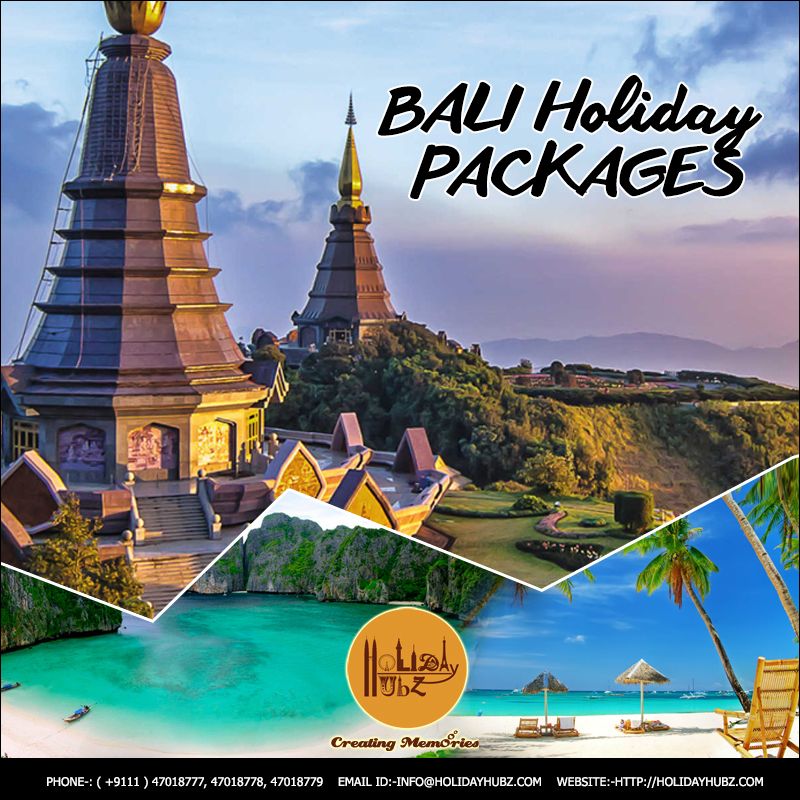 BALI Holiday
PACKAGES
HOLIDAY
HUBZ
Creating Memories
PHONE-: ( +9111 ) 47018777, 47018778, 47018779 EMAIL ID:-INFO@HOLIDAYHUBZ.COM WEBSITE:-HTTP://HOLIDAYHUBZ.COM